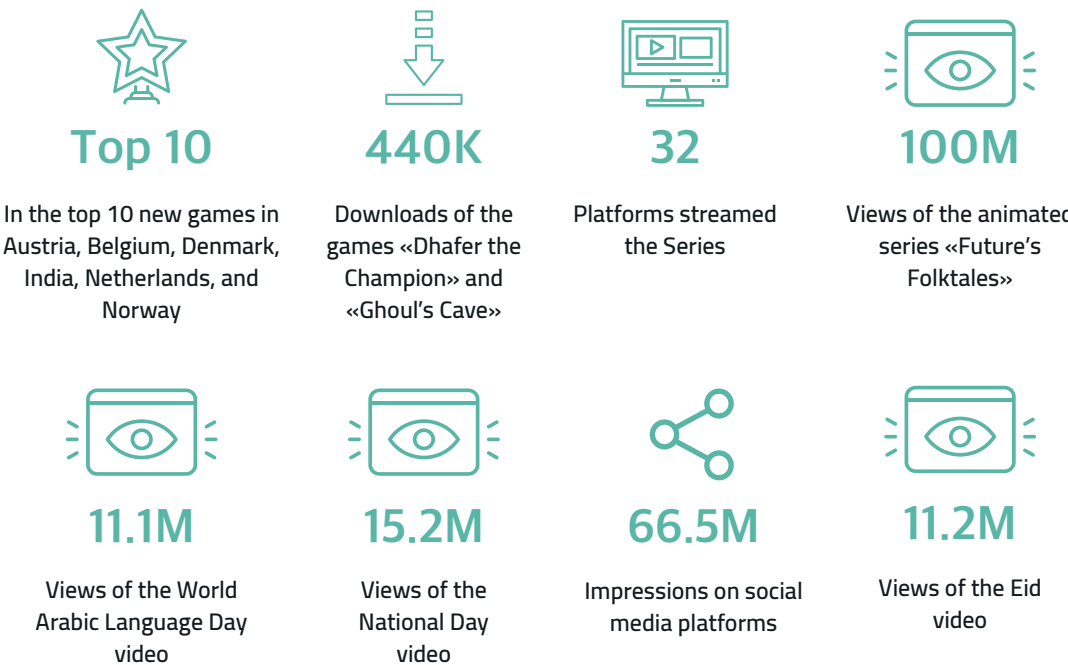 Top 10
In the top 10 new games in
Austria, Belgium, Denmark,
India, Netherlands, and
Norway
440K
Downloads of the
games «Dhafer the
Champion» and
«Ghoul's Cave»
32
Platforms streamed
the Series
100M
Views of the animated
series «Future's
Folktales»
11.1M
Views of the World
Arabic Language Day
video
15.2M
Views of the
National Day
video
66.5M
Impressions on social
media platforms
11.2M
Views of the Eid
video